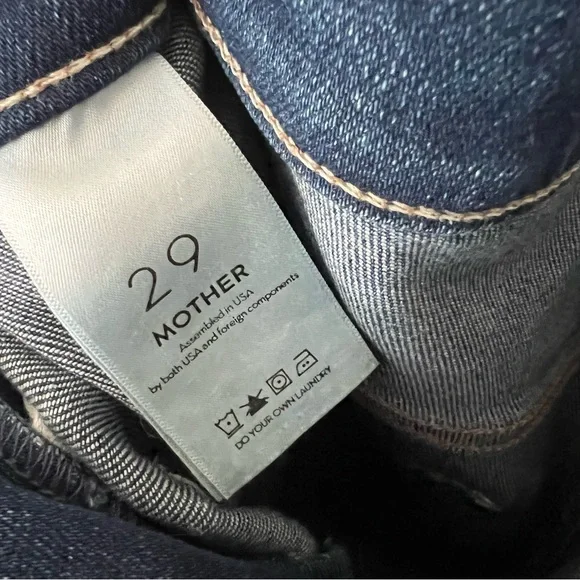 29
MOTHER
Assembled in USA
by both USA and foreign components
DO YOUR OWN LAUNDRY